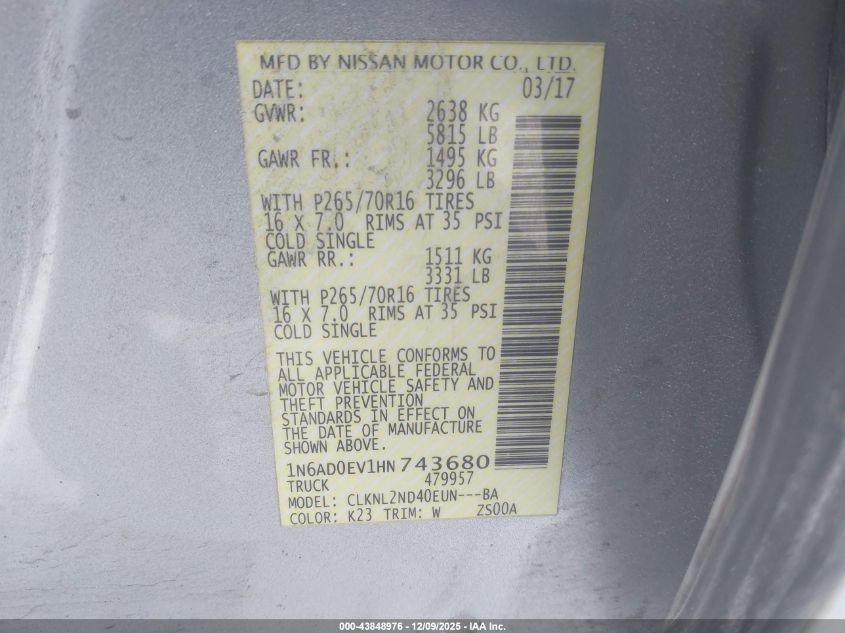 MFD BY NISSAN MOTOR CO., LTD.
DATE: 03/17
GVWR: 2638 KG
5815 LB
GAWR FR.: 1495 KG
3296 LB
WITH P265/70R16 TIRES
16 X 7.0 RIMS AT 35 PSI
COLD SINGLE
GAWR RR.: 1511 KG
3331 LB
WITH P265/70R16 TIRES
16 X 7.0 RIMS AT 35 PSI
COLD SINGLE
THIS VEHICLE CONFORMS TO
ALL APPLICABLE FEDERAL
MOTOR VEHICLE SAFETY AND
THEFT PREVENTION
STANDARDS IN EFFECT ON
THE DATE OF MANUFACTURE
SHOWN ABOVE.
1N6AD0EV1HN743680
TRUCK 479957
MODEL: CLKNL2ND40EUN---BA
COLOR: K23 TRIM: W ZS00A
000-43848976 / 12/09/2025 - IAA Inc.